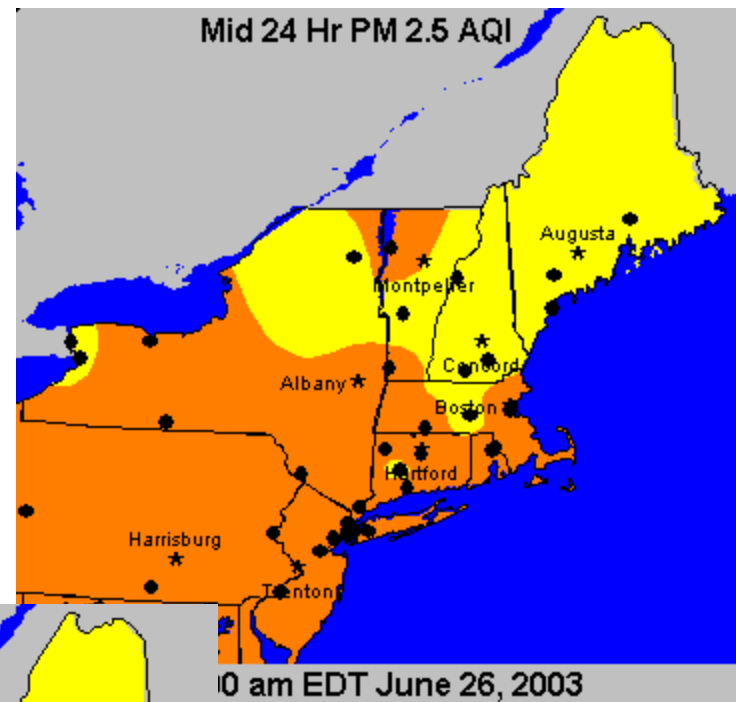 Mid 24 Hr PM 2.5 AQI
Augusta
Montpelier
Concord
Albany
Boston
Hartford
Harrisburg
Trenton
0 am EDT June 26, 2003